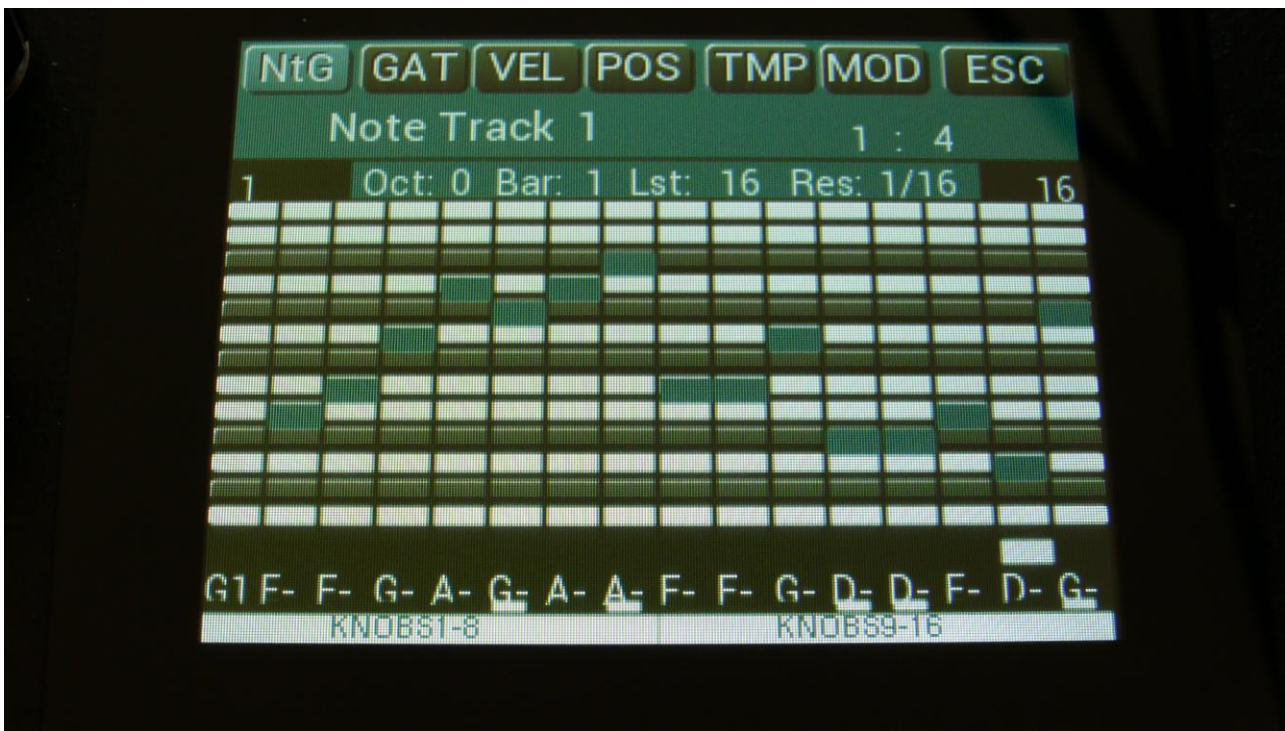 NtG GAT VEL POS TMP MOD ESC
Note Track 1 1 : 4
1 Oct: 0 Bar: 1 Lst: 16 Res: 1/16 16
G1 F- F- G- A- G- A- A- F- F- G- D- D- F- D- G-
KNOBS1-8 KNOBS9-16